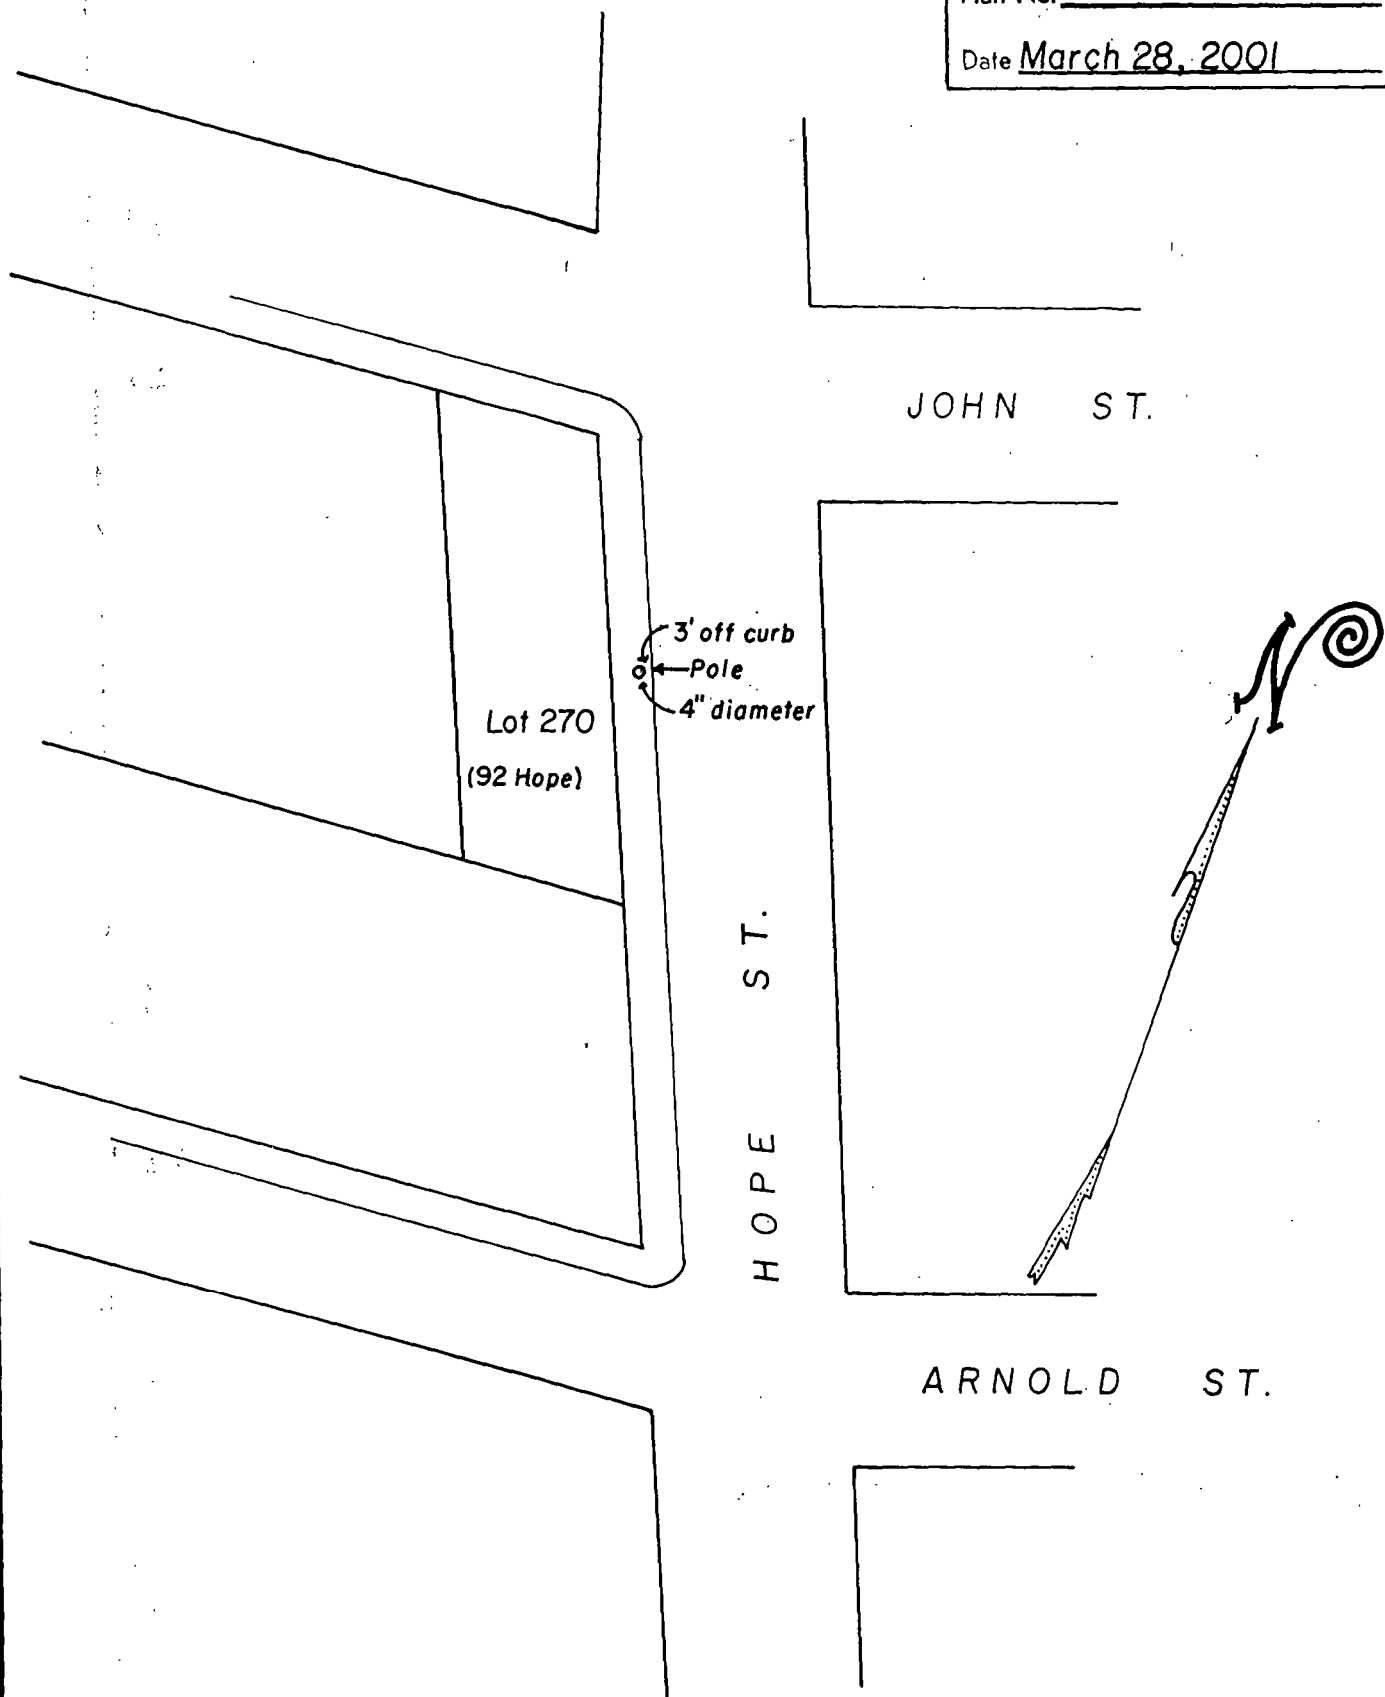 Date March 28, 2001
JOHN ST.
3' off curb
Pole
4" diameter
Lot 270
(92 Hope)
N
HOPE ST.
ARNOLD ST.